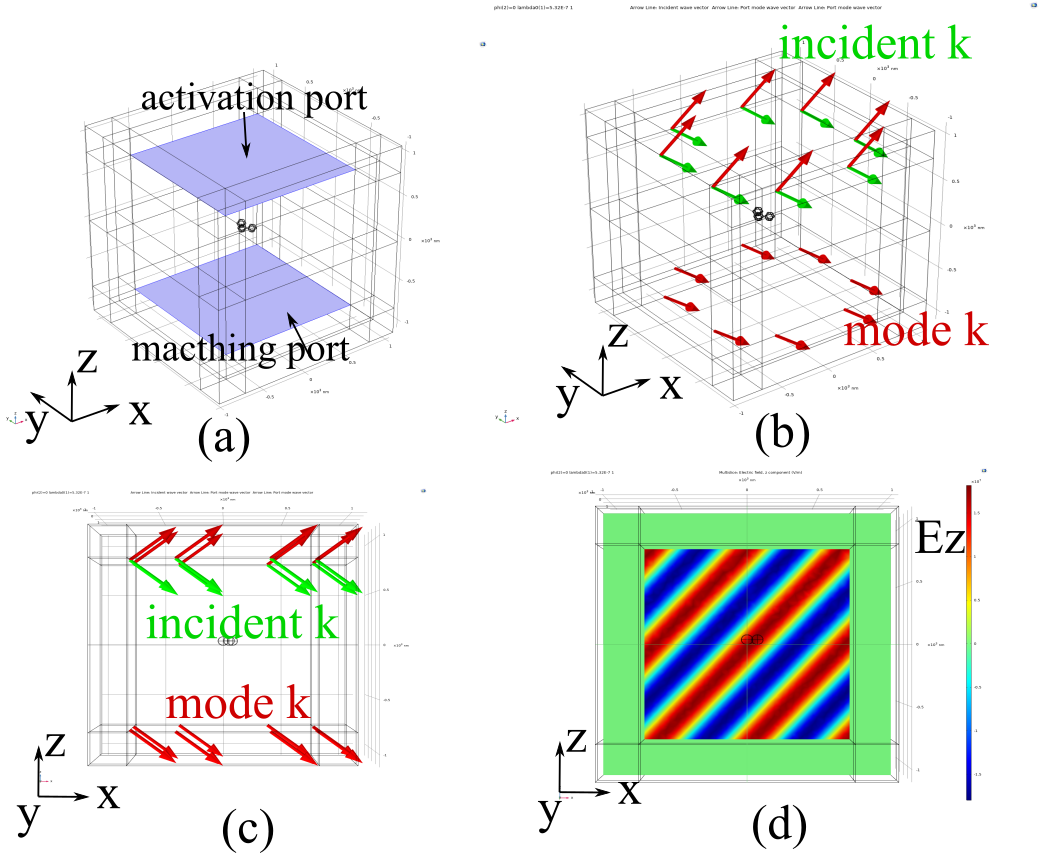 activation port
macthing port
z
y
x
(a)
phi(2)=0 lambda0(1)=5.32E-7 1
Arrow Line: Incident wave vector Arrow Line: Port mode wave vector Arrow Line: Port mode wave vector
incident k
mode k
z
y
x
(b)
phi(2)=0 lambda0(1)=5.32E-7 1
Arrow Line: Incident wave vector Arrow Line: Port mode wave vector Arrow Line: Port mode wave vector
incident k
mode k
z
y
x
(c)
phi(2)=0 lambda0(1)=5.32E-7 1
Multislice: Electric field, z component (V/m)
Ez
z
y
x
(d)